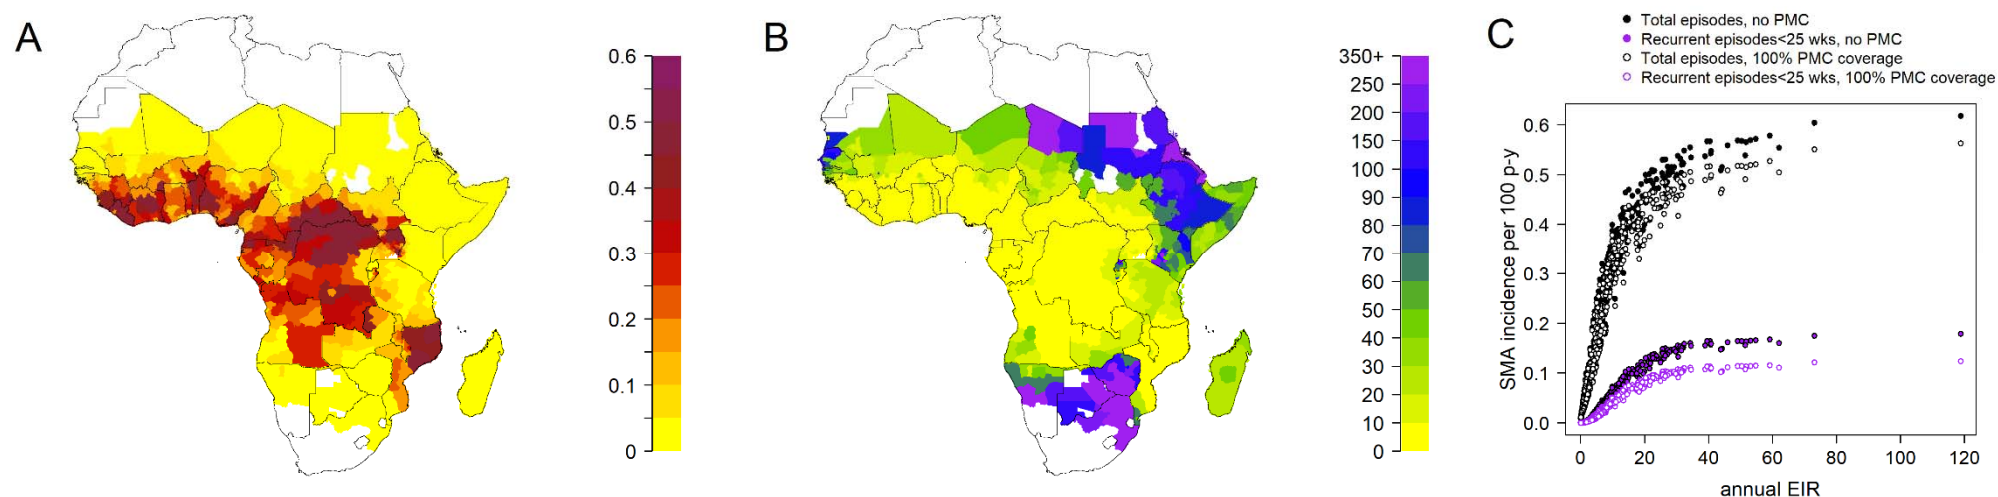 A
0.6
0.5
0.4
0.3
0.2
0.1
0
B
350+
250
200
150
100
90
80
70
60
50
40
30
20
10
0
C
Total episodes, no PMC
Recurrent episodes<25 wks, no PMC
Total episodes, 100% PMC coverage
Recurrent episodes<25 wks, 100% PMC coverage
SMA incidence per 100 p-y
0.6
0.5
0.4
0.3
0.2
0.1
0.0
0 20 40 60 80 100 120
annual EIR